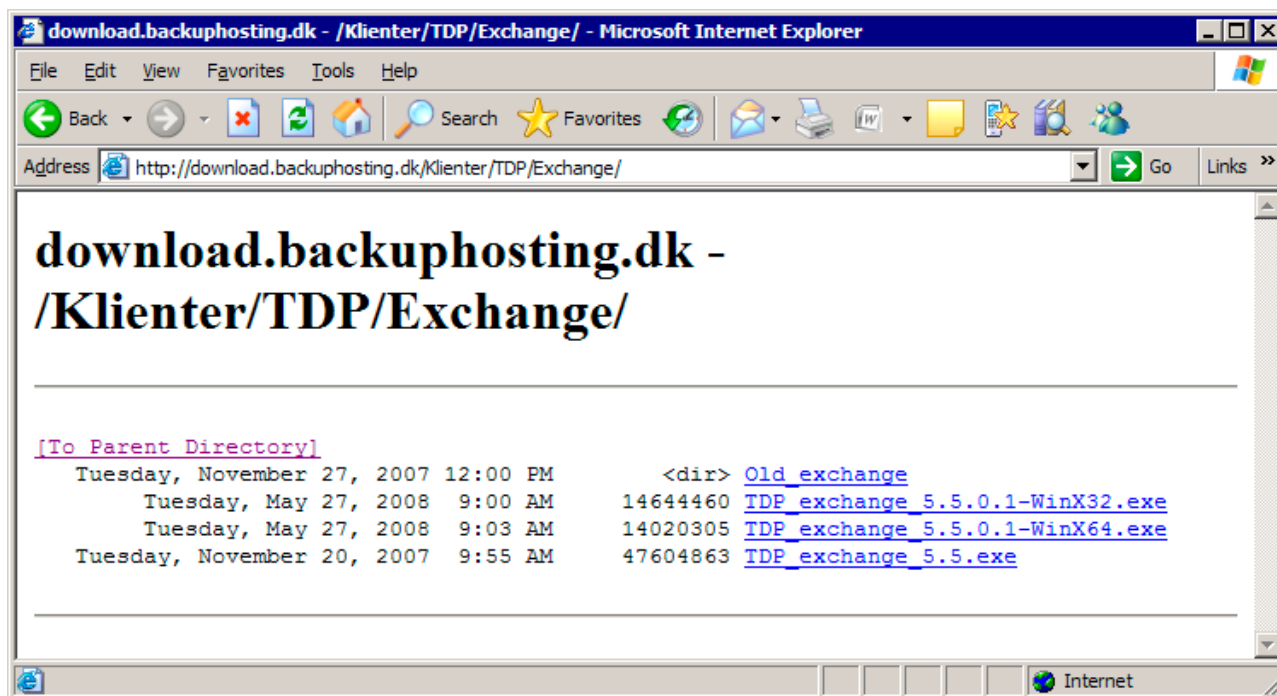 download.backuphosting.dk - /Klienter/TDP/Exchange/ - Microsoft Internet Explorer
File Edit View Favorites Tools Help
Back Search Favorites
Address http://download.backuphosting.dk/Klienter/TDP/Exchange/ Go Links »
download.backuphosting.dk -
/Klienter/TDP/Exchange/
[To Parent Directory]
Tuesday, November 27, 2007 12:00 PM <dir> Old_exchange
Tuesday, May 27, 2008 9:00 AM 14644460 TDP_exchange_5.5.0.1-WinX32.exe
Tuesday, May 27, 2008 9:03 AM 14020305 TDP_exchange_5.5.0.1-WinX64.exe
Tuesday, November 20, 2007 9:55 AM 47604863 TDP_exchange_5.5.exe
Internet